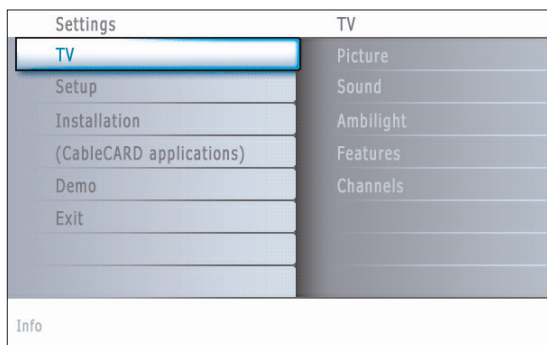 Settings
TV
TV
Picture
Setup
Sound
Installation
Ambilight
(CableCARD applications)
Features
Demo
Channels
Exit
Info